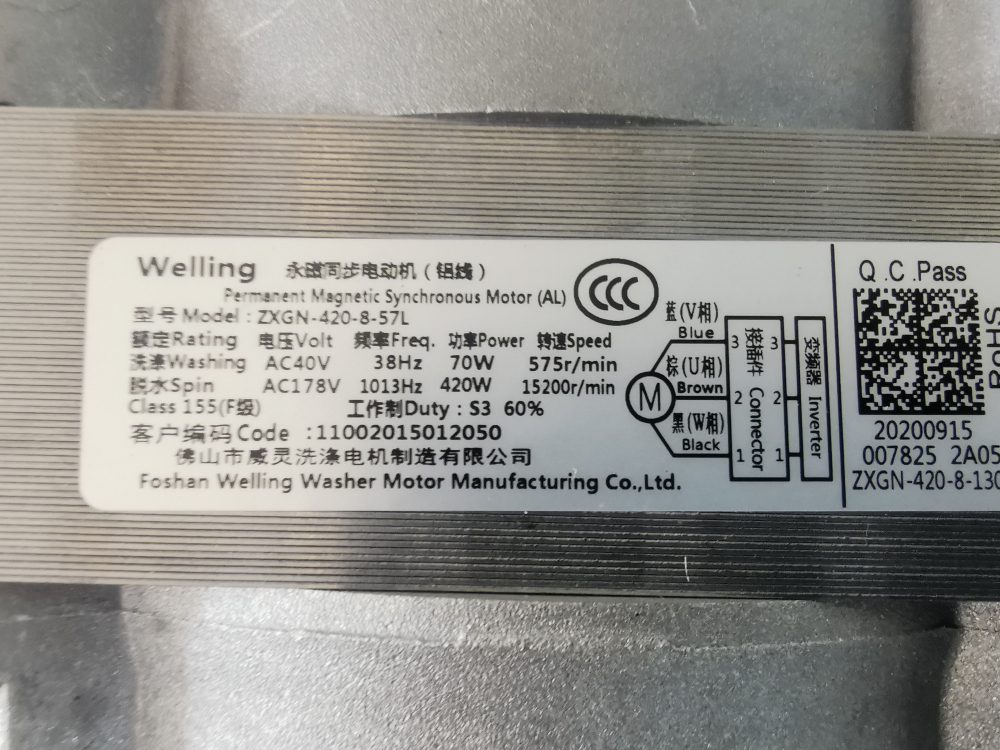 Welling 永磁同步电动机（铝线）
Permanent Magnetic Synchronous Motor (AL)
型号Model : ZXGN-420-8-57L
额定Rating 电压Volt 频率Freq. 功率Power 转速Speed
洗涤Washing AC40V 38Hz 70W 575r/min
脱水Spin AC178V 1013Hz 420W 15200r/min
Class 155(F级) 工作制Duty : S3 60%
客户编码Code :11002015012050
佛山市威灵洗涤电机制造有限公司
Foshan Welling Washer Motor Manufacturing Co.,Ltd.
CCC
蓝(V相)
Blue
棕(U相)
Brown
黑(W相)
Black
M
3 3
2 2
1 1
接插件 Connector
变频器 Inverter
Q.C.Pass
20200915
007825 2A05
ZXGN-420-8-130